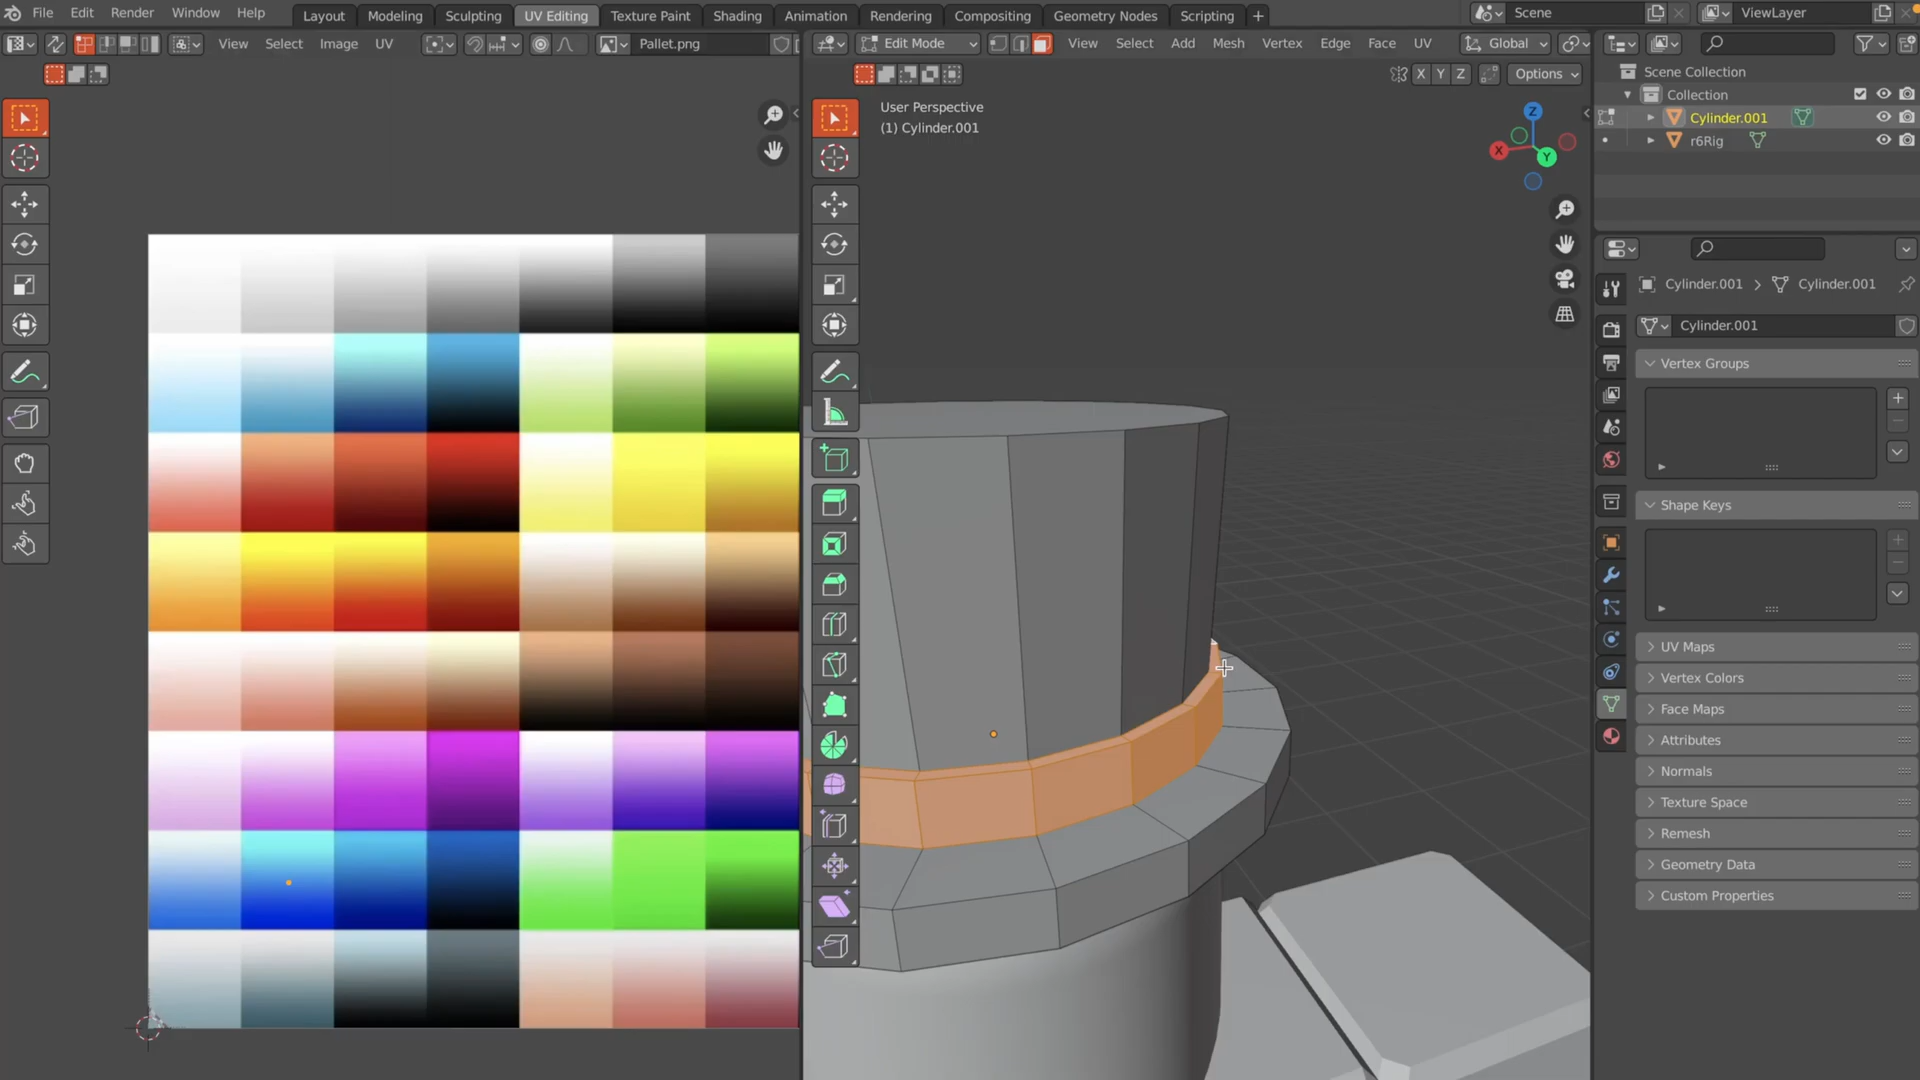 File Edit Render Window Help Layout Modeling Sculpting UV Editing Texture Paint Shading Animation Rendering Compositing Geometry Nodes Scripting + Scene ViewLayer
View Select Image UV Pallet.png Edit Mode View Select Add Mesh Vertex Edge Face UV Global
X Y Z Options
Scene Collection
Collection
Cylinder.001
r6Rig
User Perspective
(1) Cylinder.001
Z
X
Y
Cylinder.001 > Cylinder.001
Cylinder.001
Vertex Groups
Shape Keys
UV Maps
Vertex Colors
Face Maps
Attributes
Normals
Texture Space
Remesh
Geometry Data
Custom Properties